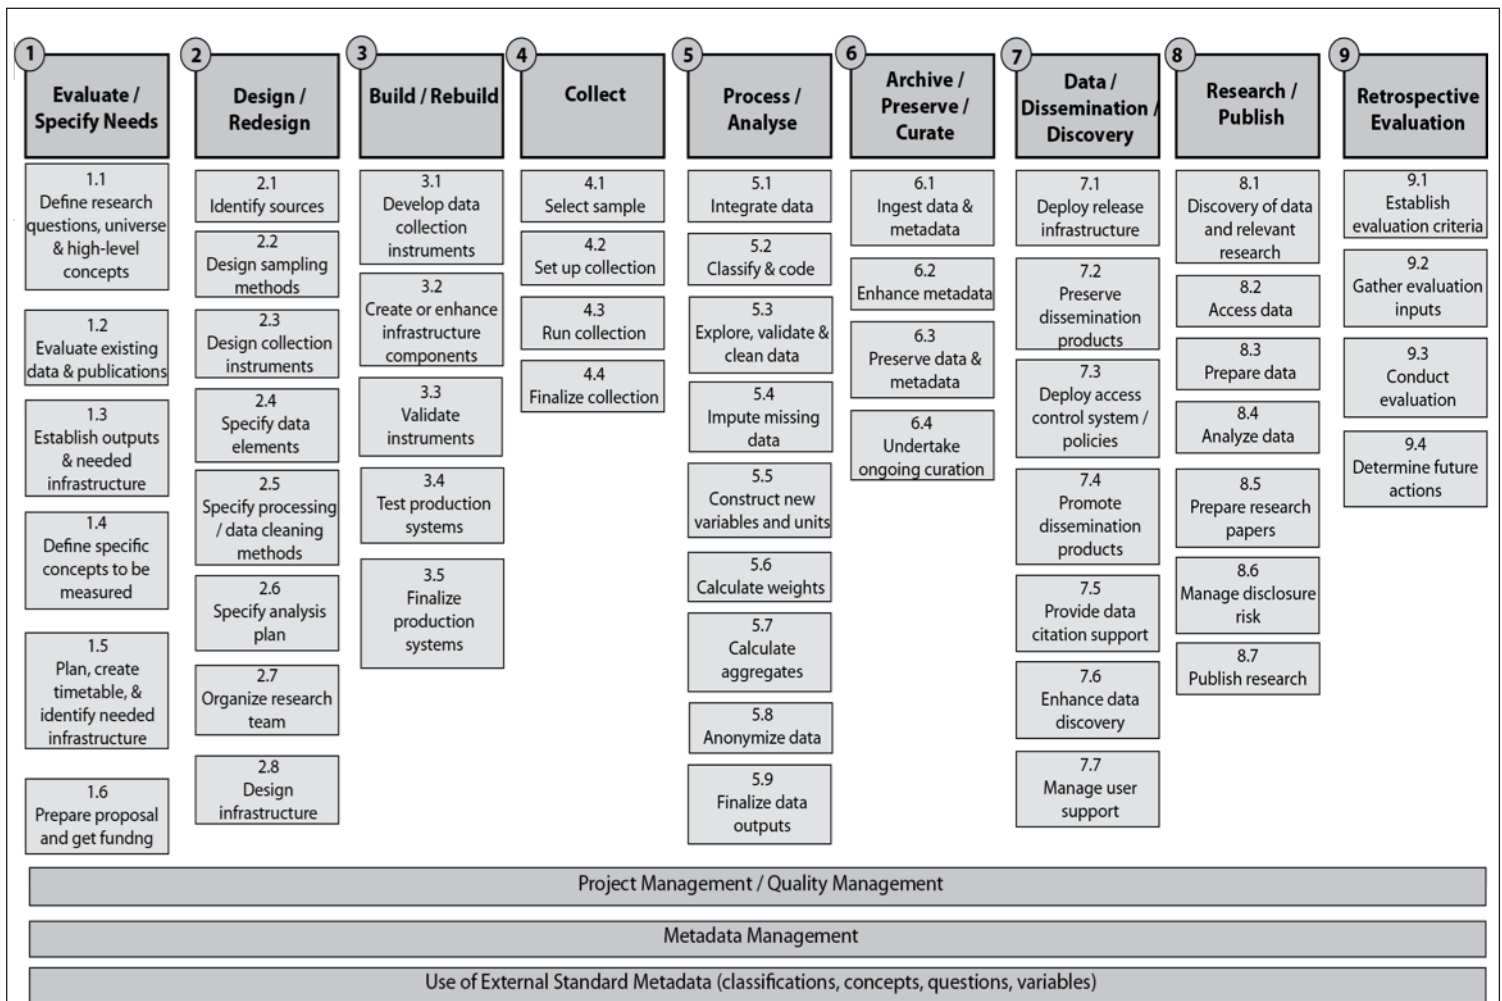 1
Evaluate /
Specify Needs
1.1
Define research
questions, universe
& high-level
concepts
1.2
Evaluate existing
data & publications
1.3
Establish outputs
& needed
infrastructure
1.4
Define specific
concepts to be
measured
1.5
Plan, create
timetable, &
identify needed
infrastructure
1.6
Prepare proposal
and get fundng
2
Design /
Redesign
2.1
Identify sources
2.2
Design sampling
methods
2.3
Design collection
instruments
2.4
Specify data
elements
2.5
Specify processing
/ data cleaning
methods
2.6
Specify analysis
plan
2.7
Organize research
team
2.8
Design
infrastructure
3
Build / Rebuild
3.1
Develop data
collection
instruments
3.2
Create or enhance
infrastructure
components
3.3
Validate
instruments
3.4
Test production
systems
3.5
Finalize
production
systems
4
Collect
4.1
Select sample
4.2
Set up collection
4.3
Run collection
4.4
Finalize collection
5
Process /
Analyse
5.1
Integrate data
5.2
Classify & code
5.3
Explore, validate &
clean data
5.4
Impute missing
data
5.5
Construct new
variables and units
5.6
Calculate weights
5.7
Calculate
aggregates
5.8
Anonymize data
5.9
Finalize data
outputs
6
Archive /
Preserve /
Curate
6.1
Ingest data &
metadata
6.2
Enhance metadata
6.3
Preserve data &
metadata
6.4
Undertake
ongoing curation
7
Data /
Dissemination /
Discovery
7.1
Deploy release
infrastructure
7.2
Preserve
dissemination
products
7.3
Deploy access
control system /
policies
7.4
Promote
dissemination
products
7.5
Provide data
citation support
7.6
Enhance data
discovery
7.7
Manage user
support
8
Research /
Publish
8.1
Discovery of data
and relevant
research
8.2
Access data
8.3
Prepare data
8.4
Analyze data
8.5
Prepare research
papers
8.6
Manage disclosure
risk
8.7
Publish research
9
Retrospective
Evaluation
9.1
Establish
evaluation criteria
9.2
Gather evaluation
inputs
9.3
Conduct
evaluation
9.4
Determine future
actions
Project Management / Quality Management
Metadata Management
Use of External Standard Metadata (classifications, concepts, questions, variables)